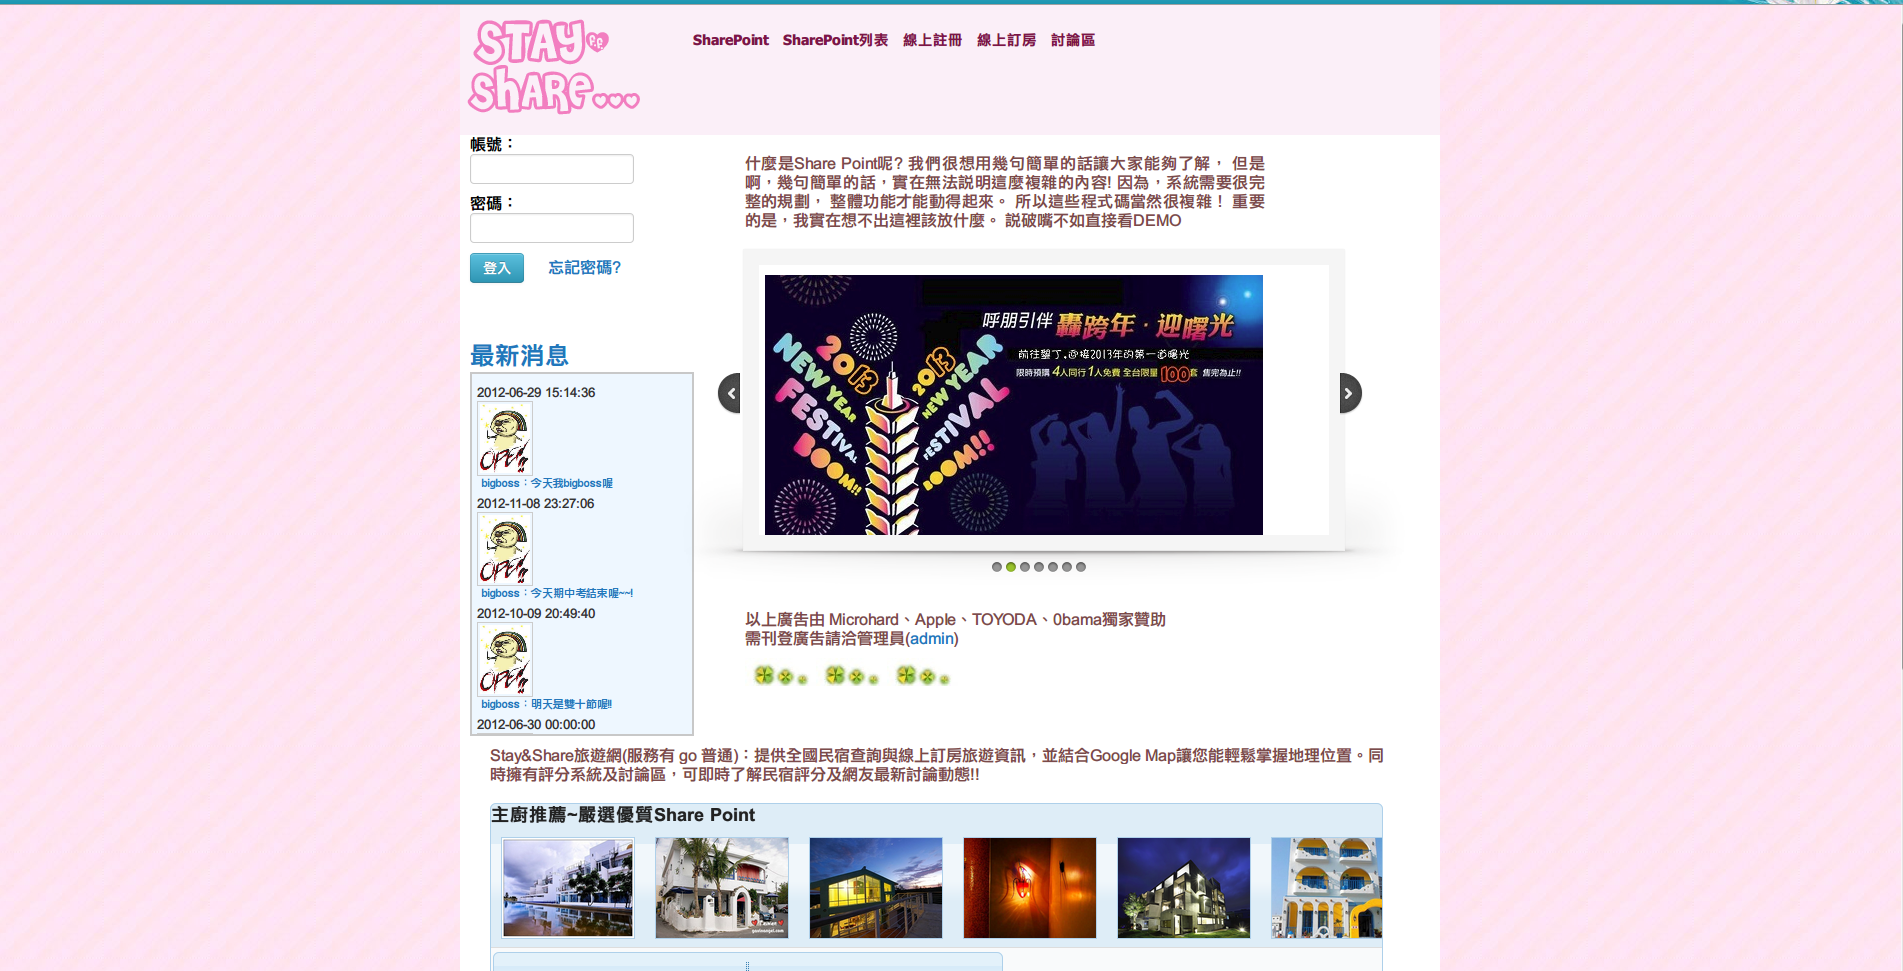 STAY
P.P.
SHARE...
SharePoint SharePoint列表 線上註冊 線上訂房 討論區
帳號：
密碼：
登入 忘記密碼?
什麼是Share Point呢? 我們很想用幾句簡單的話讓大家能夠了解， 但是
啊，幾句簡單的話，實在無法説明這麼複雜的內容! 因為，系統需要很完
整的規劃， 整體功能才能動得起來。 所以這些程式碼當然很複雜！ 重要
的是，我實在想不出這裡該放什麼。 説破嘴不如直接看DEMO
呼朋引伴 轟跨年‧迎曙光
前往墾丁.迎接2013年的第一道曙光
限時預購 4人同行1人免費 全台限量 100套 售完為止!!
2013
NEW YEAR
FESTIVAL
BOOM!!
2013
NEW YEAR
FESTIVAL
BOOM!!
最新消息
2012-06-29 15:14:36
OPEN!!
bigboss：今天我bigboss喔
2012-11-08 23:27:06
OPEN!!
bigboss：今天期中考結束喔~~!
2012-10-09 20:49:40
OPEN!!
bigboss：明天是雙十節喔!!
2012-06-30 00:00:00
以上廣告由 Microhard、Apple、TOYODA、0bama獨家贊助
需刊登廣告請洽管理員(admin)
Stay&Share旅遊網(服務有 go 普通)：提供全國民宿查詢與線上訂房旅遊資訊，並結合Google Map讓您能輕鬆掌握地理位置。同
時擁有評分系統及討論區，可即時了解民宿評分及網友最新討論動態!!
主廚推薦~嚴選優質Share Point